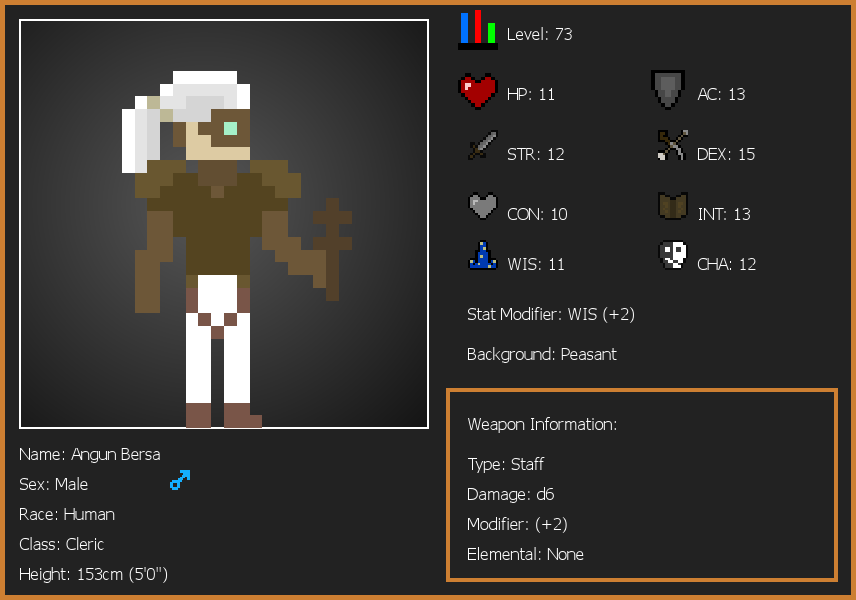 Level: 73
HP: 11
AC: 13
STR: 12
DEX: 15
CON: 10
INT: 13
WIS: 11
CHA: 12
Stat Modifier: WIS (+2)
Background: Peasant
Weapon Information:
Type: Staff
Damage: d6
Modifier: (+2)
Elemental: None
Name: Angun Bersa
Sex: Male
Race: Human
Class: Cleric
Height: 153cm (5'0")